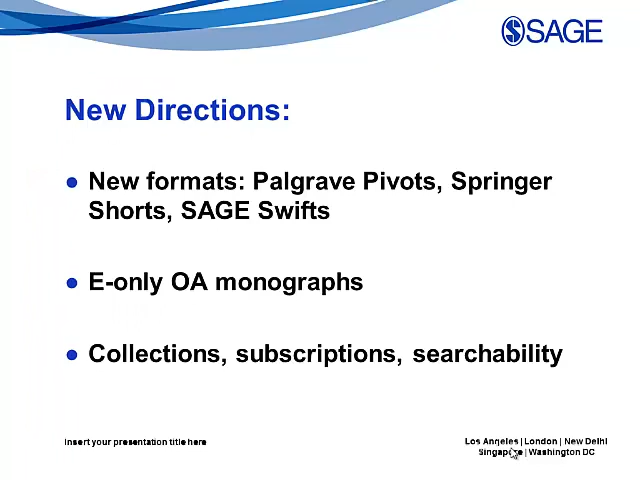 SAGE
New Directions:
● New formats: Palgrave Pivots, Springer
Shorts, SAGE Swifts
● E-only OA monographs
● Collections, subscriptions, searchability
Insert your presentation title here
Los Angeles | London | New Delhi
Singapore | Washington DC